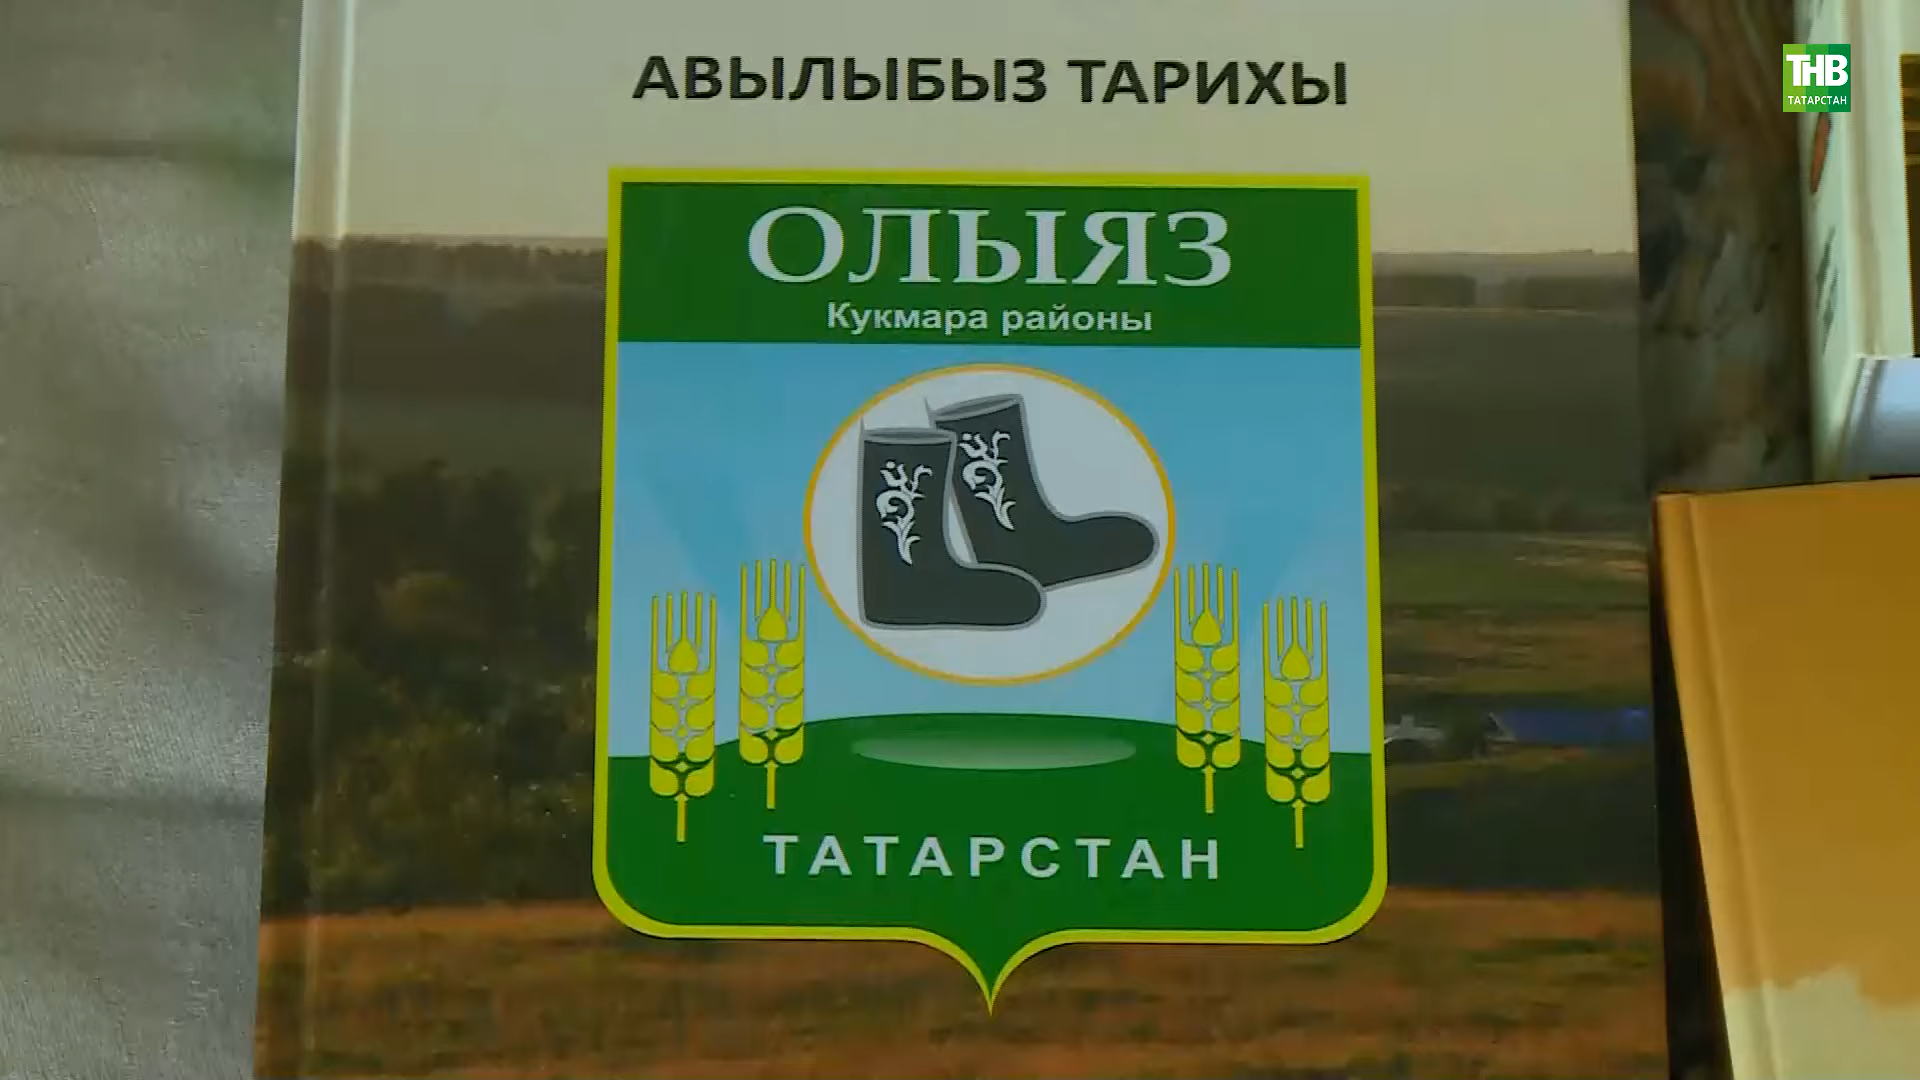 АВЫЛЫБЫЗ ТАРИХЫ
ТНВ
ТАТАРСТАН
ОЛЫЯЗ
Кукмара районы
ТАТАРСТАН